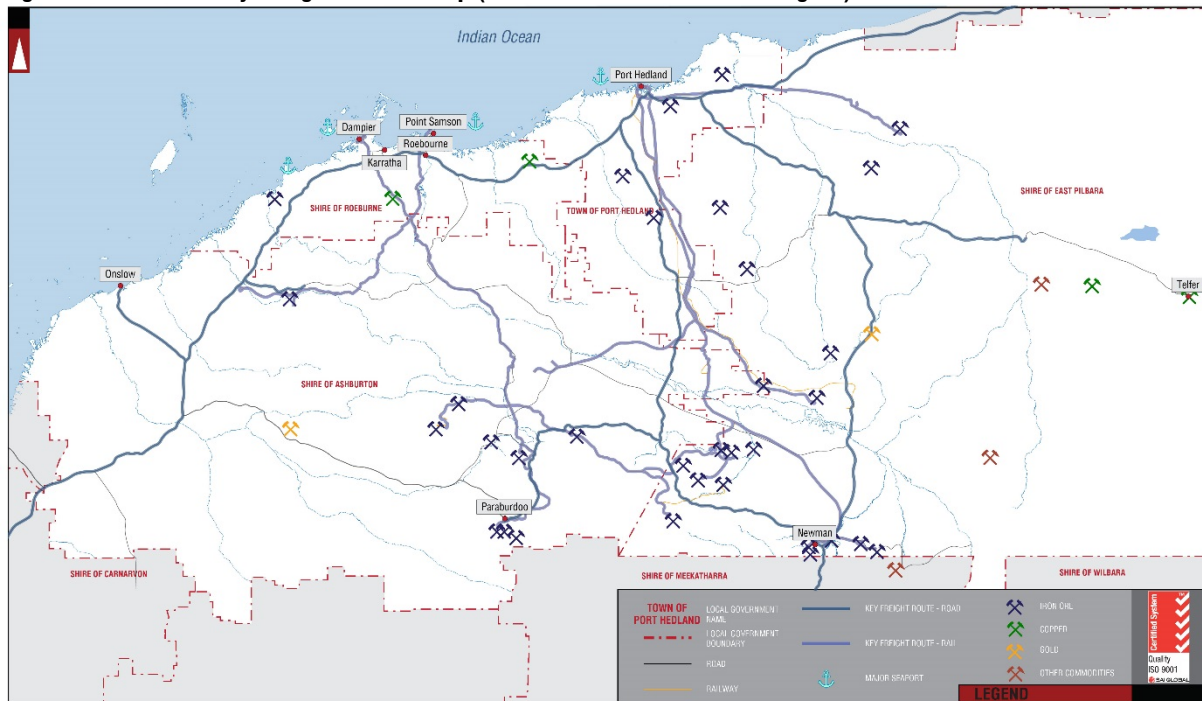 Indian Ocean
Port Hedland
Dampier
Point Samson
Karratha
Roebourne
SHIRE OF ROEBURNE
TOWN OF PORT HEDLAND
SHIRE OF EAST PILBARA
Onslow
Telfer
SHIRE OF ASHBURTON
Paraburdoo
Newman
SHIRE OF CARNARVON
SHIRE OF MEEKATHARRA
SHIRE OF WILBARA
TOWN OF
PORT HEDLAND
LOCAL GOVERNMENT
NAME
LOCAL GOVERNMENT
BOUNDARY
ROAD
RAILWAY
KEY FREIGHT ROUTE - ROAD
KEY FREIGHT ROUTE - RAIL
MAJOR SEAPORT
IRON ORE
COPPER
GOLD
OTHER COMMODITIES
LEGEND
Certified System
Quality
ISO 9001
SAI GLOBAL